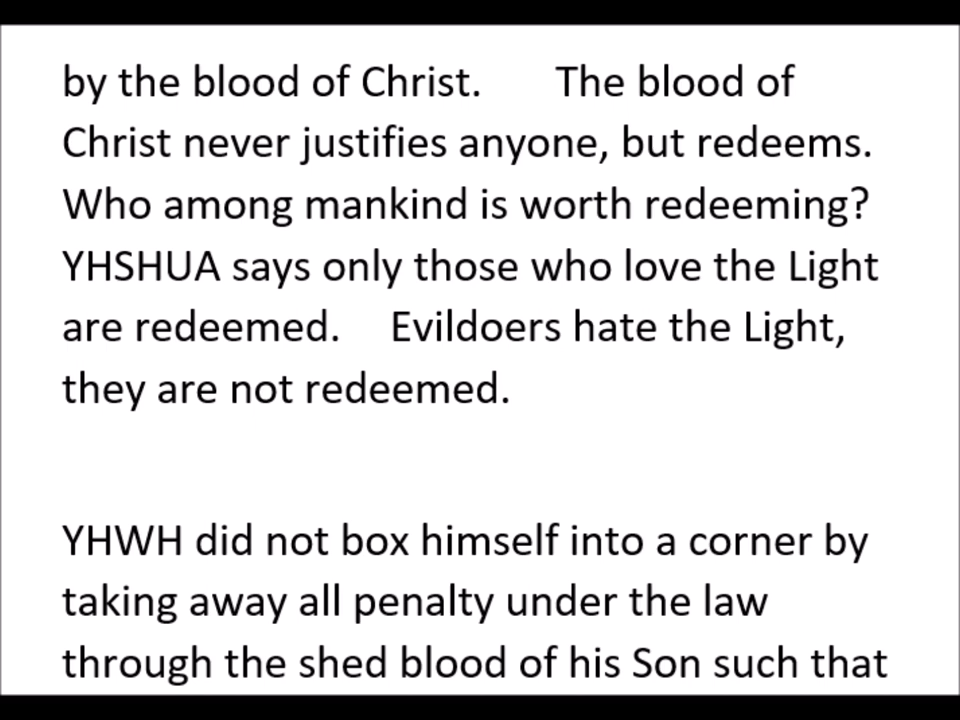 by the blood of Christ. The blood of
Christ never justifies anyone, but redeems.
Who among mankind is worth redeeming?
YHSHUA says only those who love the Light
are redeemed. Evildoers hate the Light,
they are not redeemed.
YHWH did not box himself into a corner by
taking away all penalty under the law
through the shed blood of his Son such that